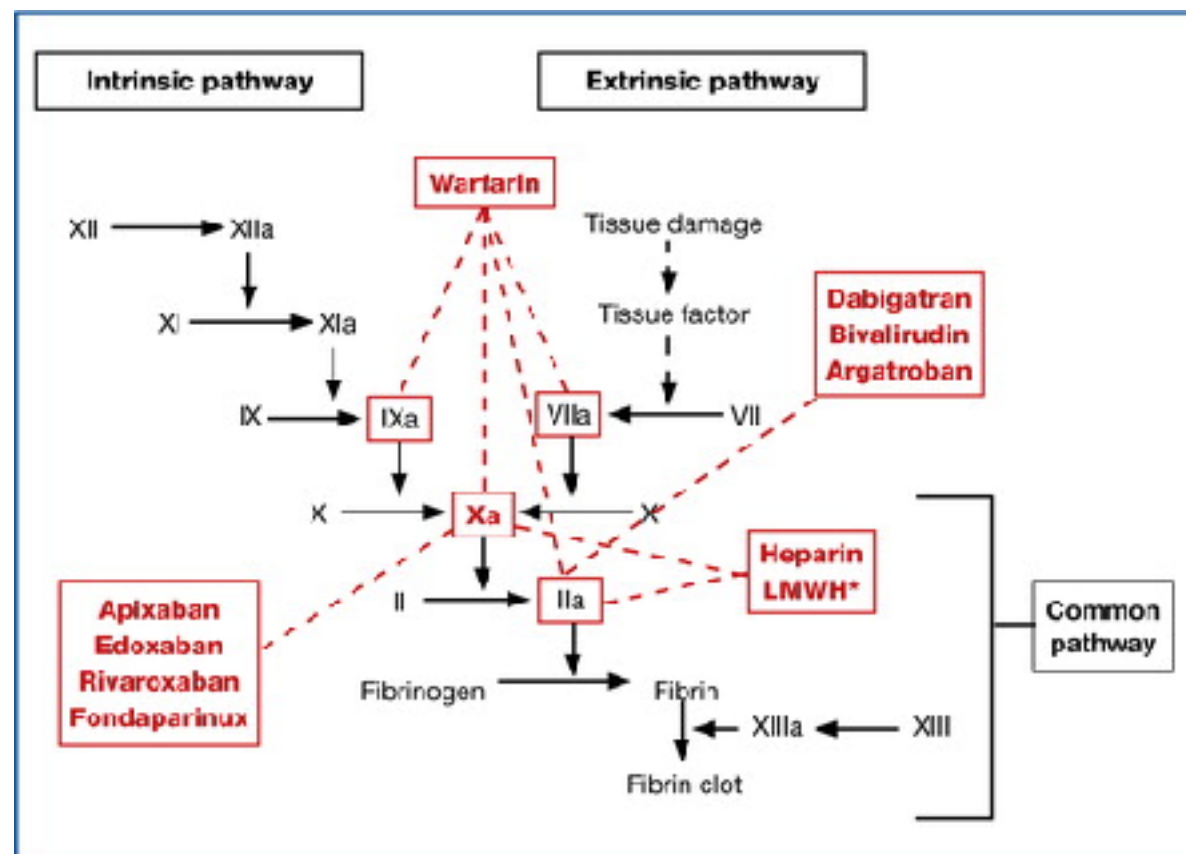 Intrinsic pathway
Extrinsic pathway
Warfarin
XII
XIIa
Tissue damage
XI
XIa
Tissue factor
Dabigatran
Bivalirudin
Argatroban
IX
IXa
VIIa
VII
X
Xa
X
Heparin
LMWH*
II
IIa
Apixaban
Edoxaban
Rivaroxaban
Fondaparinux
Common
pathway
Fibrinogen
Fibrin
XIIIa
XIII
Fibrin clot